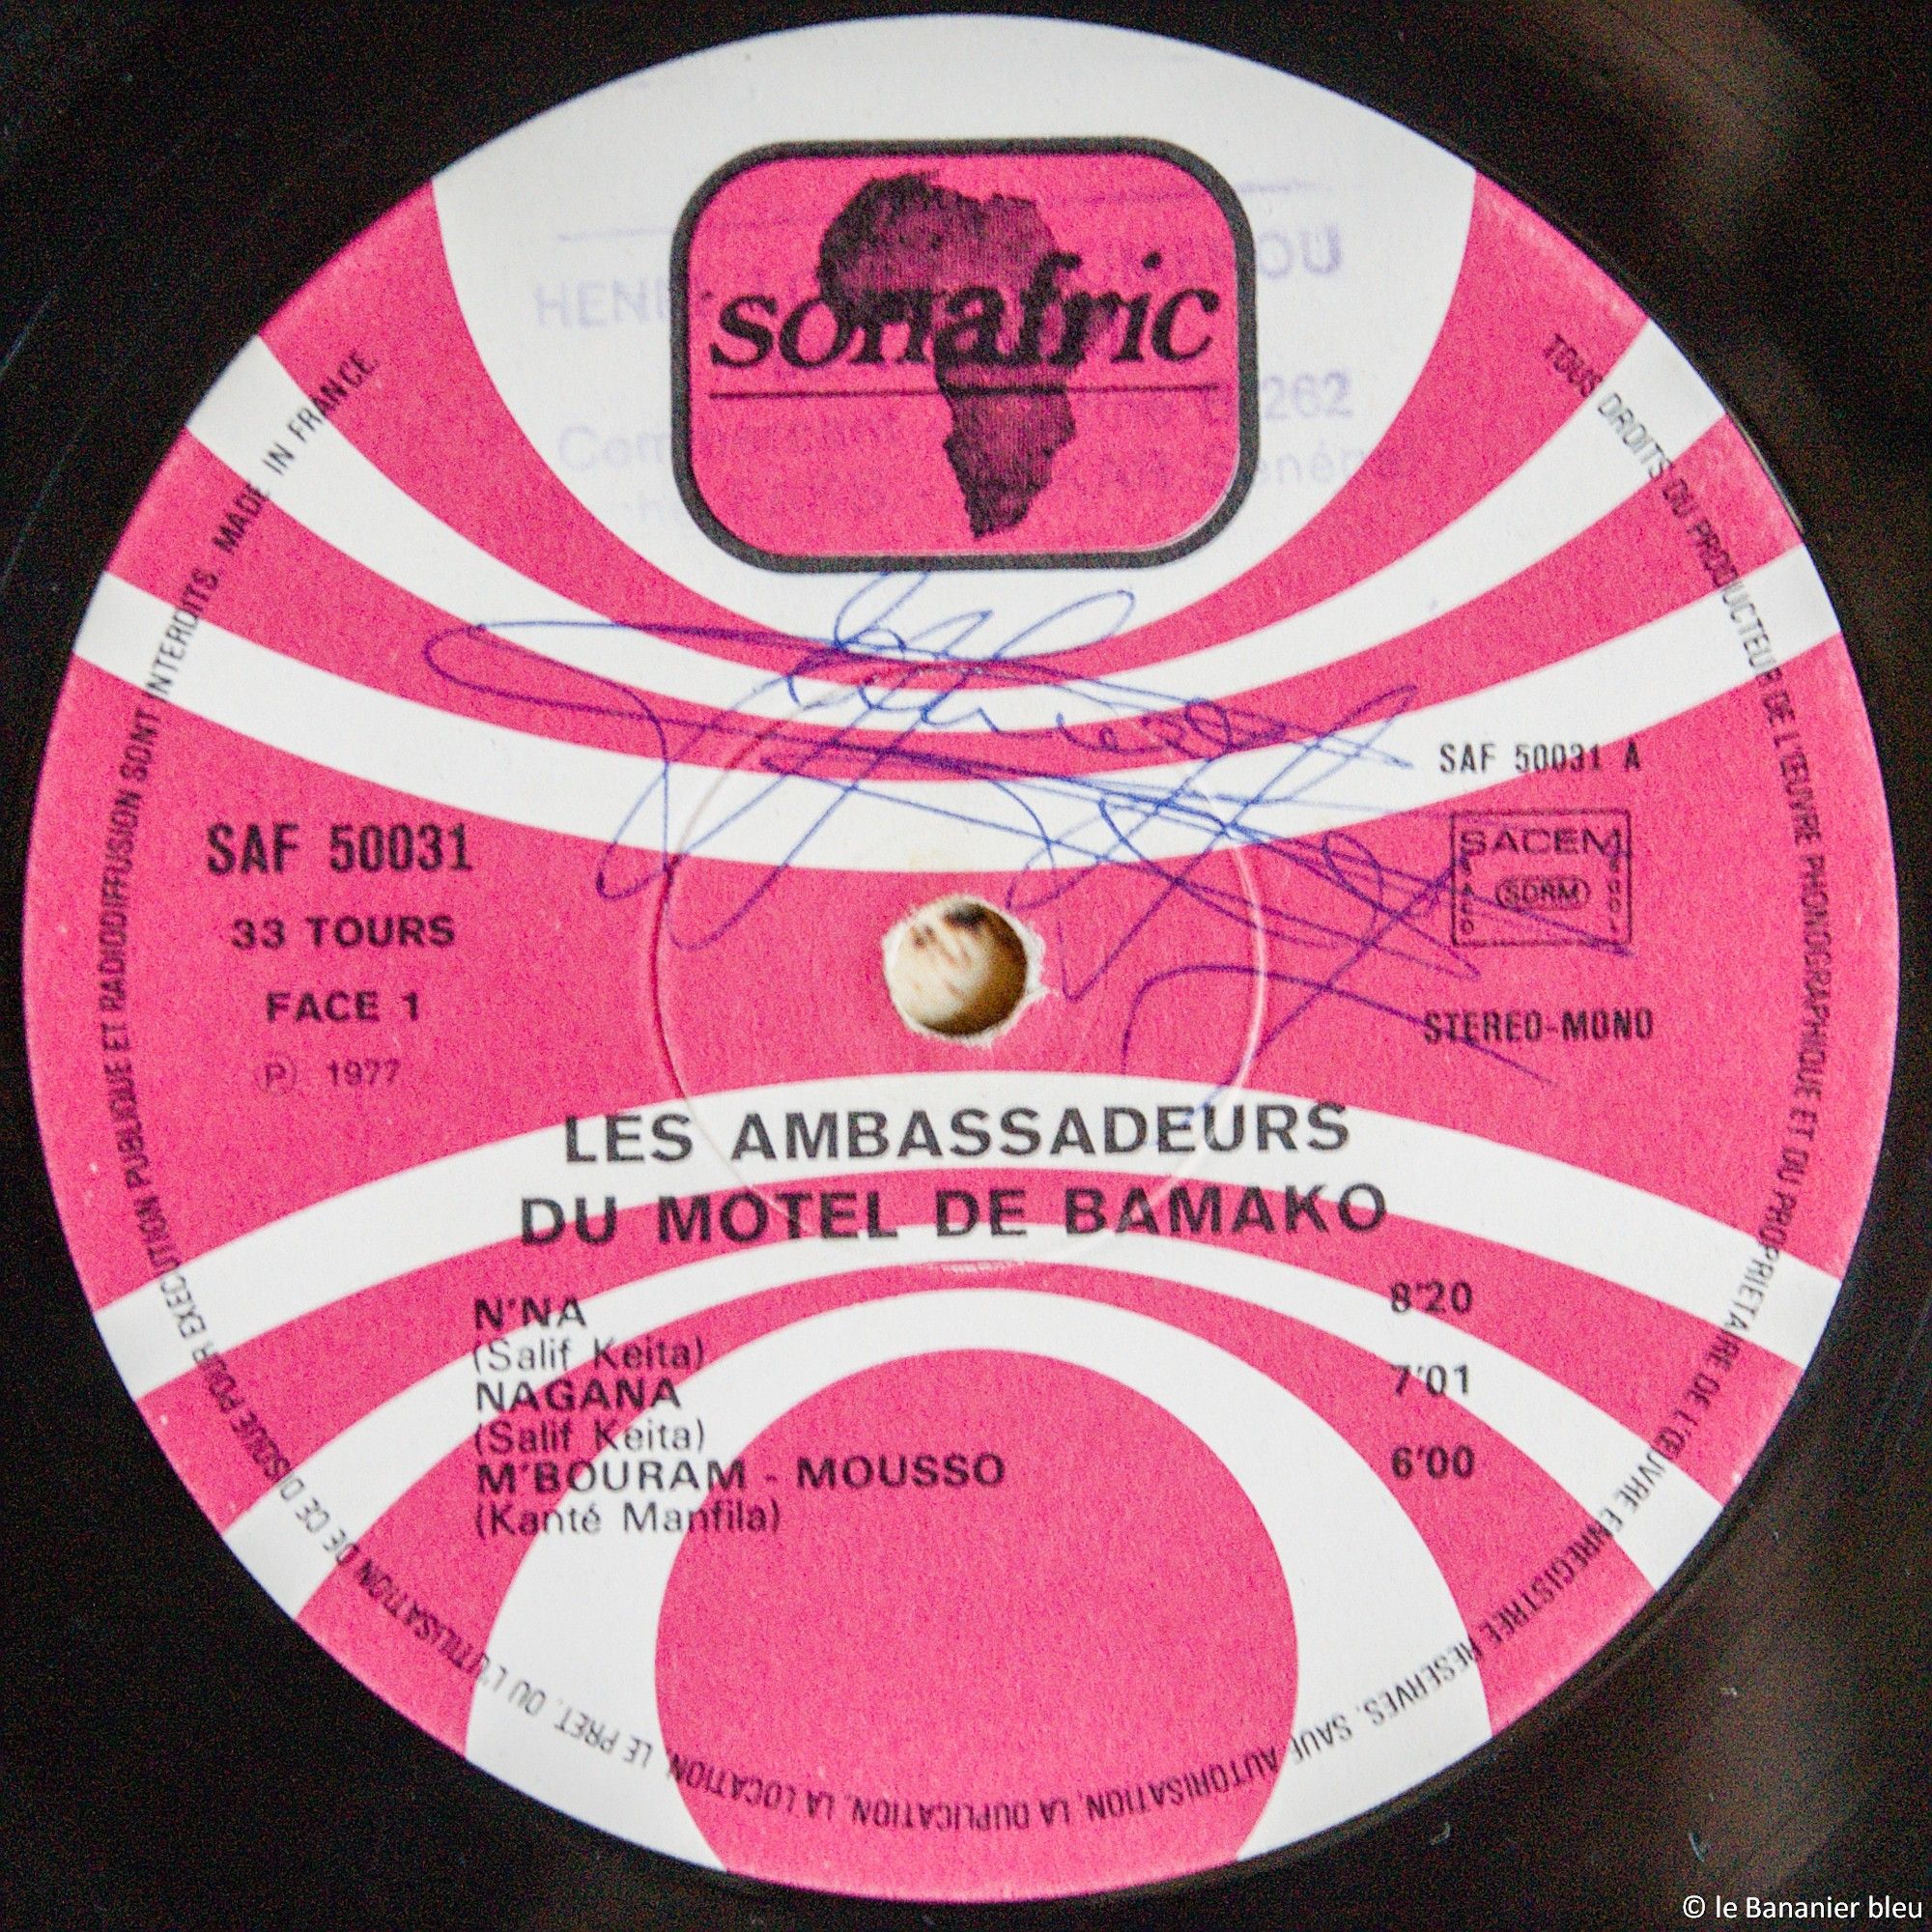 sonafric
OU
262
SAF 50031 A
SAF 50031
SACEM
SDRM
33 TOURS
FACE 1
STEREO-MONO
Ⓟ 1977
LES AMBASSADEURS
DU MOTEL DE BAMAKO
N'NA 8'20
(Salif Keita)
NAGANA 7'01
(Salif Keita)
M'BOURAM - MOUSSO 6'00
(Kanté Manfila)
TOUS DROITS DU PRODUCTEUR DE L'ŒUVRE PHONOGRAPHIQUE ET DU PROPRIETAIRE DE L'ŒUVRE ENREGISTREE RESERVES. SAUF AUTORISATION, LA DUPLICATION, LA LOCATION, LE PRET, OU L'UTILISATION DE CE DISQUE POUR EXECUTION PUBLIQUE ET RADIODIFFUSION SONT INTERDITS. MADE IN FRANCE.
© le Bananier bleu